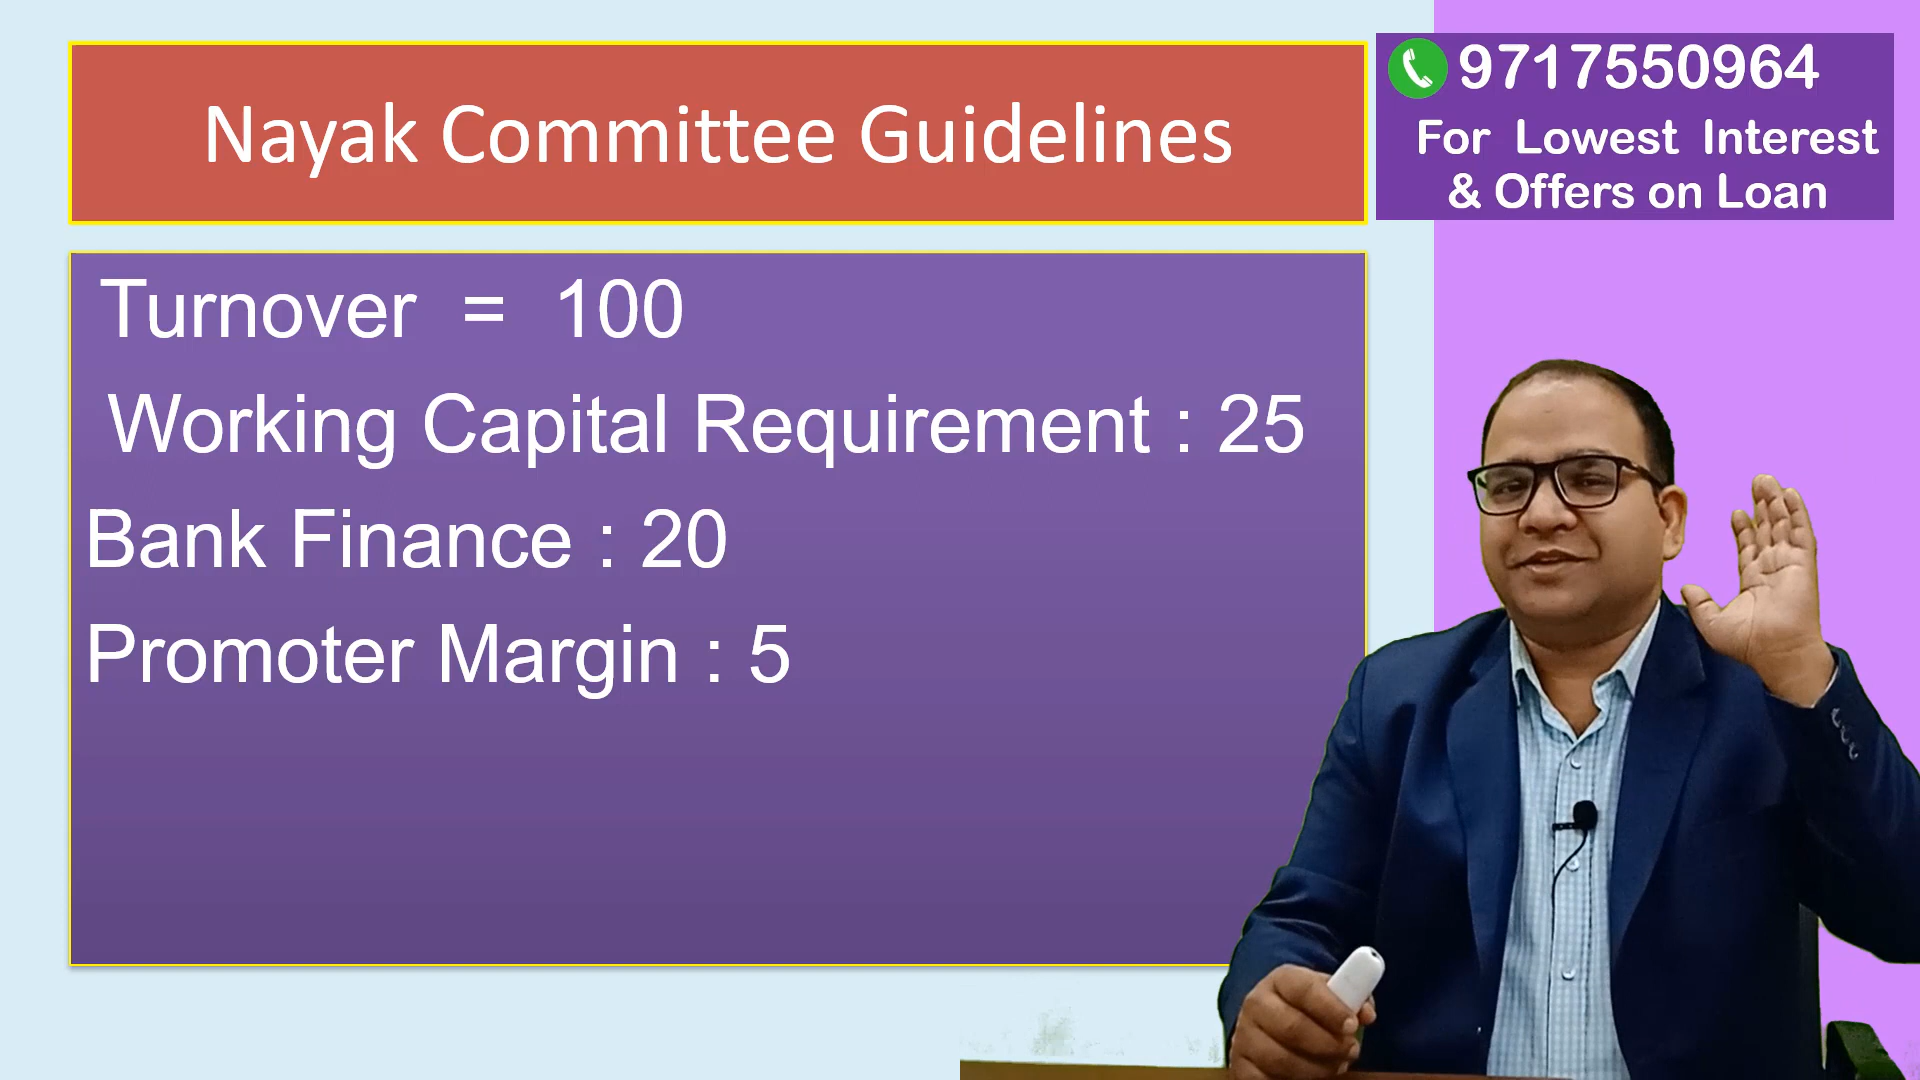 Nayak Committee Guidelines
9717550964
For Lowest Interest
& Offers on Loan
Turnover = 100
Working Capital Requirement : 25
Bank Finance : 20
Promoter Margin : 5